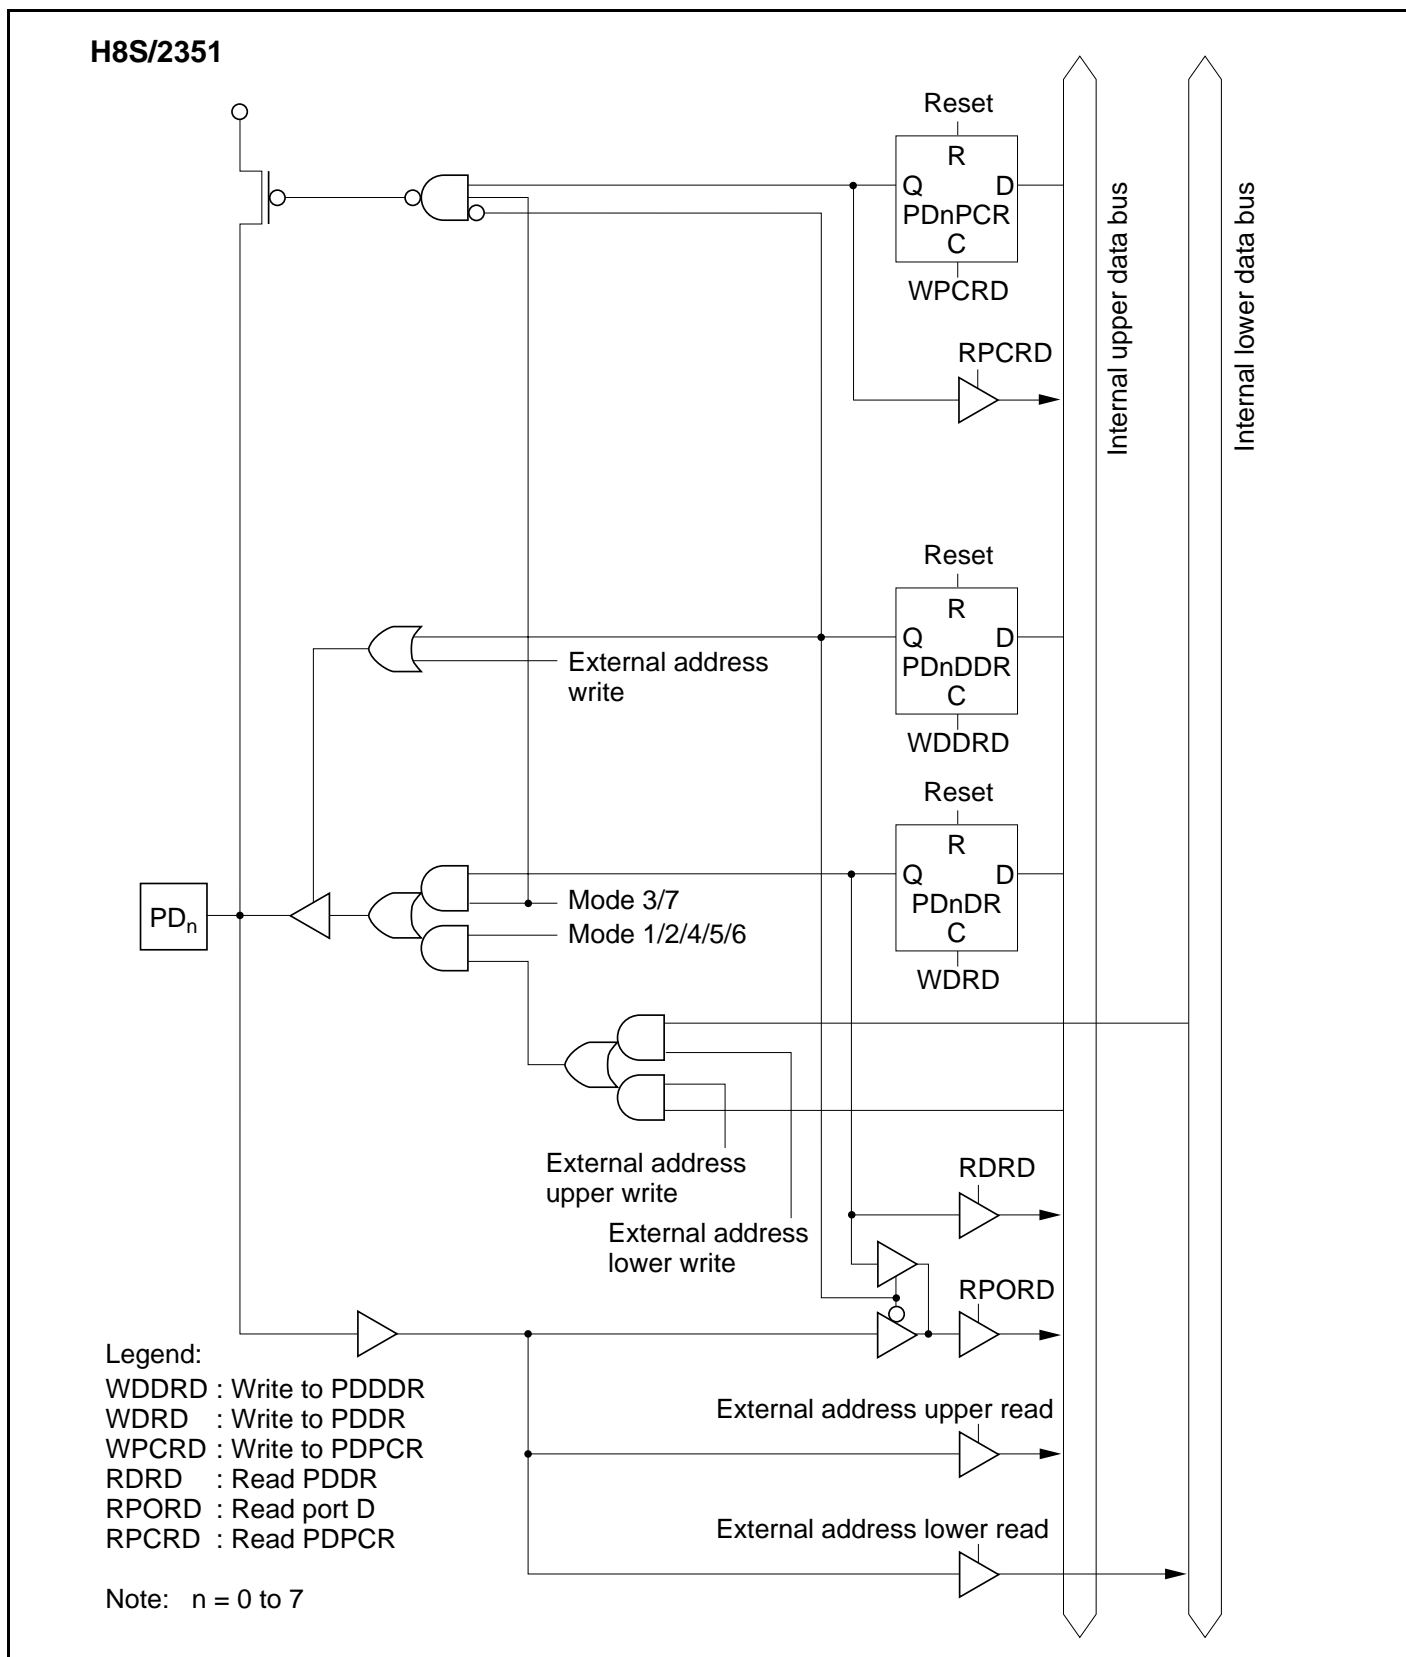 H8S/2351
Reset
R
Q D
PDnPCR
C
WPCRD
RPCRD
Internal upper data bus
Internal lower data bus
Reset
R
Q D
PDnDDR
C
WDDRD
External address
write
Reset
R
Q D
PDnDR
C
WDRD
PDn
Mode 3/7
Mode 1/2/4/5/6
External address
upper write
External address
lower write
RDRD
RPORD
External address upper read
External address lower read
Legend:
WDDRD : Write to PDDDR
WDRD : Write to PDDR
WPCRD : Write to PDPCR
RDRD : Read PDDR
RPORD : Read port D
RPCRD : Read PDPCR
Note: n = 0 to 7